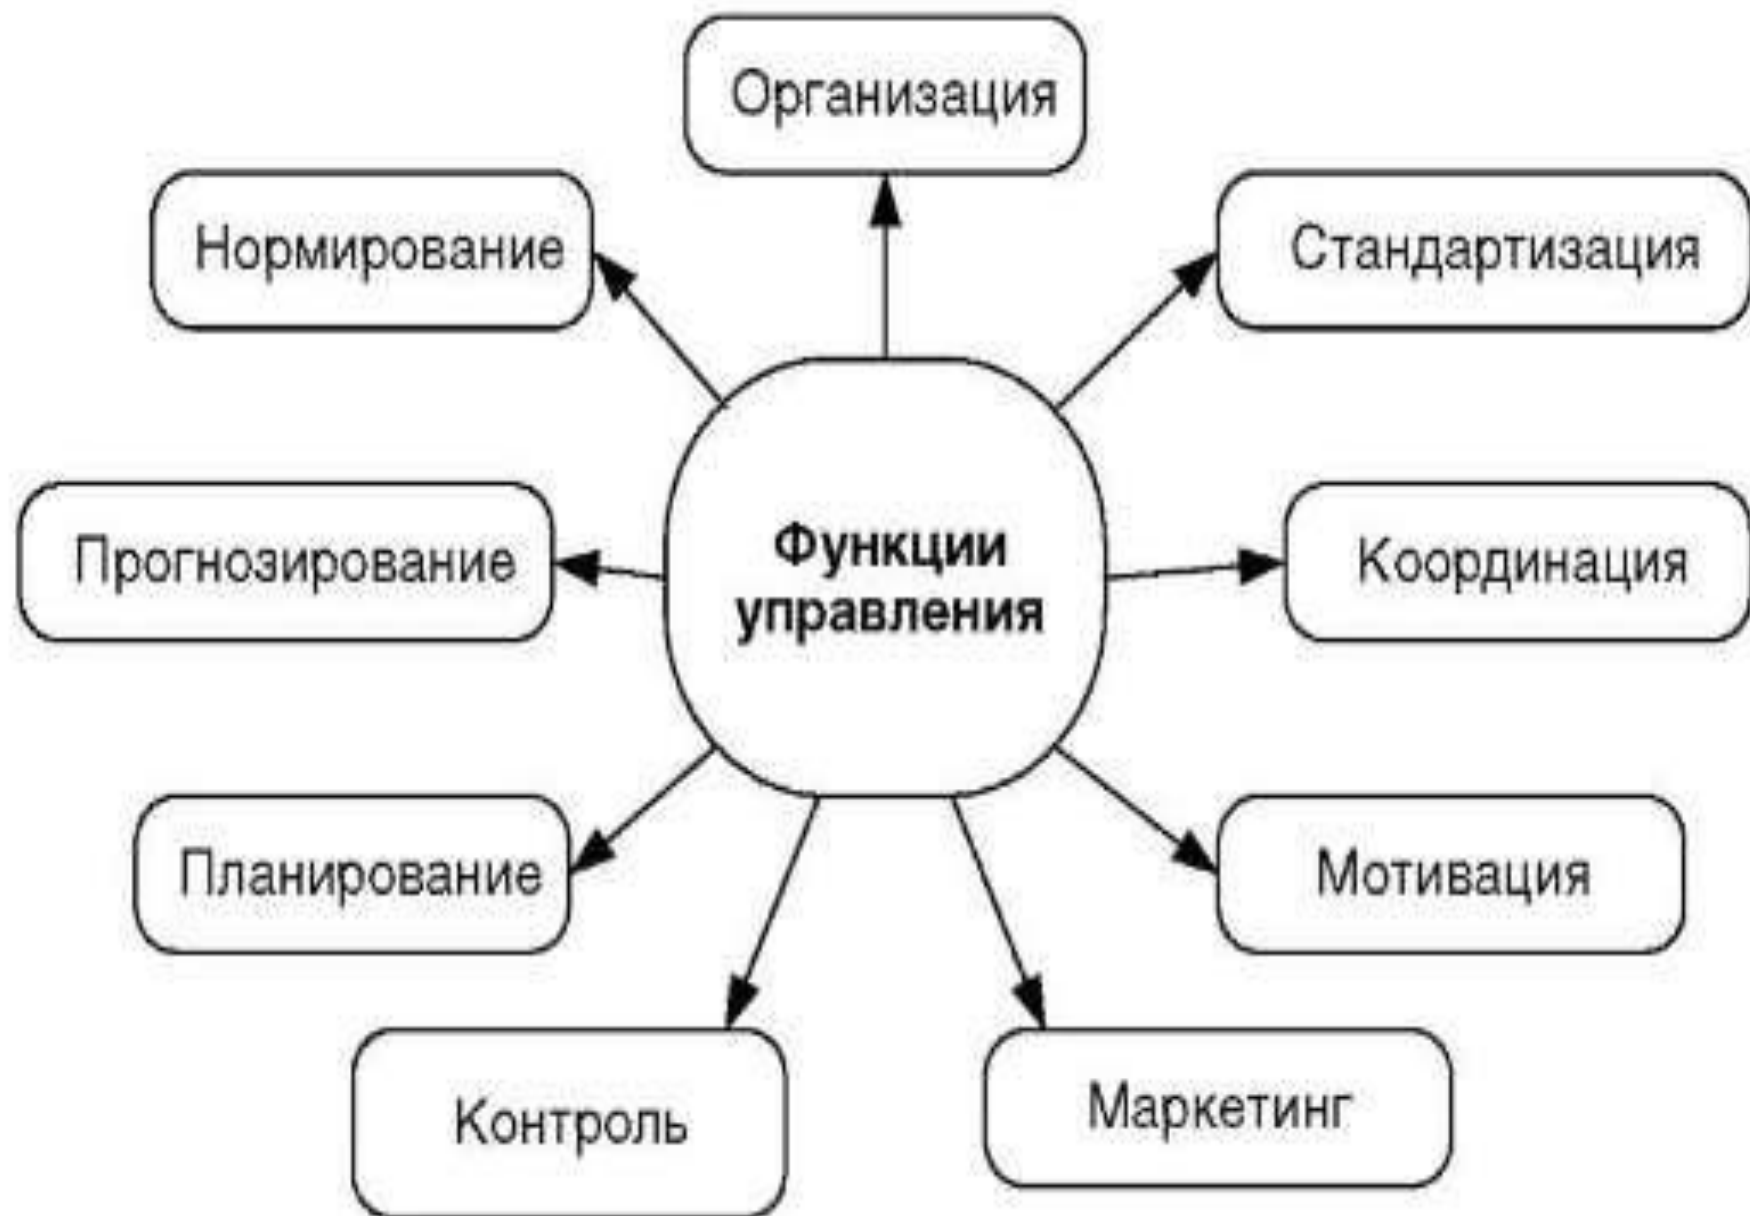 Организация
Нормирование
Стандартизация
Прогнозирование
Функции
управления
Координация
Планирование
Мотивация
Контроль
Маркетинг